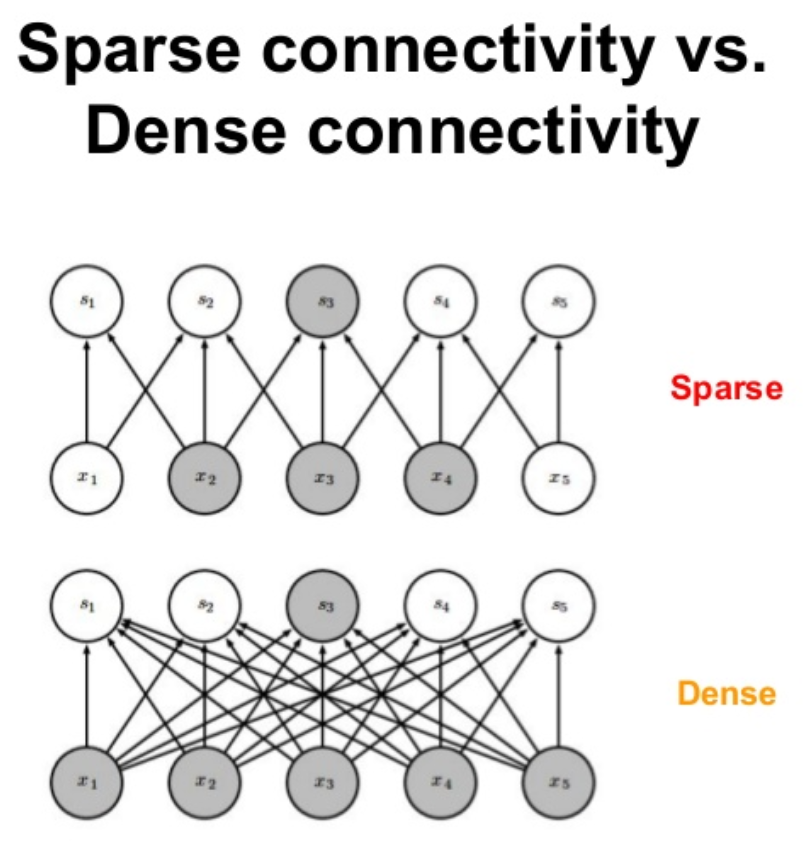 Sparse connectivity vs.
Dense connectivity
s₁ s₂ s₃ s₄ s₅
Sparse
x₁ x₂ x₃ x₄ x₅
s₁ s₂ s₃ s₄ s₅
Dense
x₁ x₂ x₃ x₄ x₅